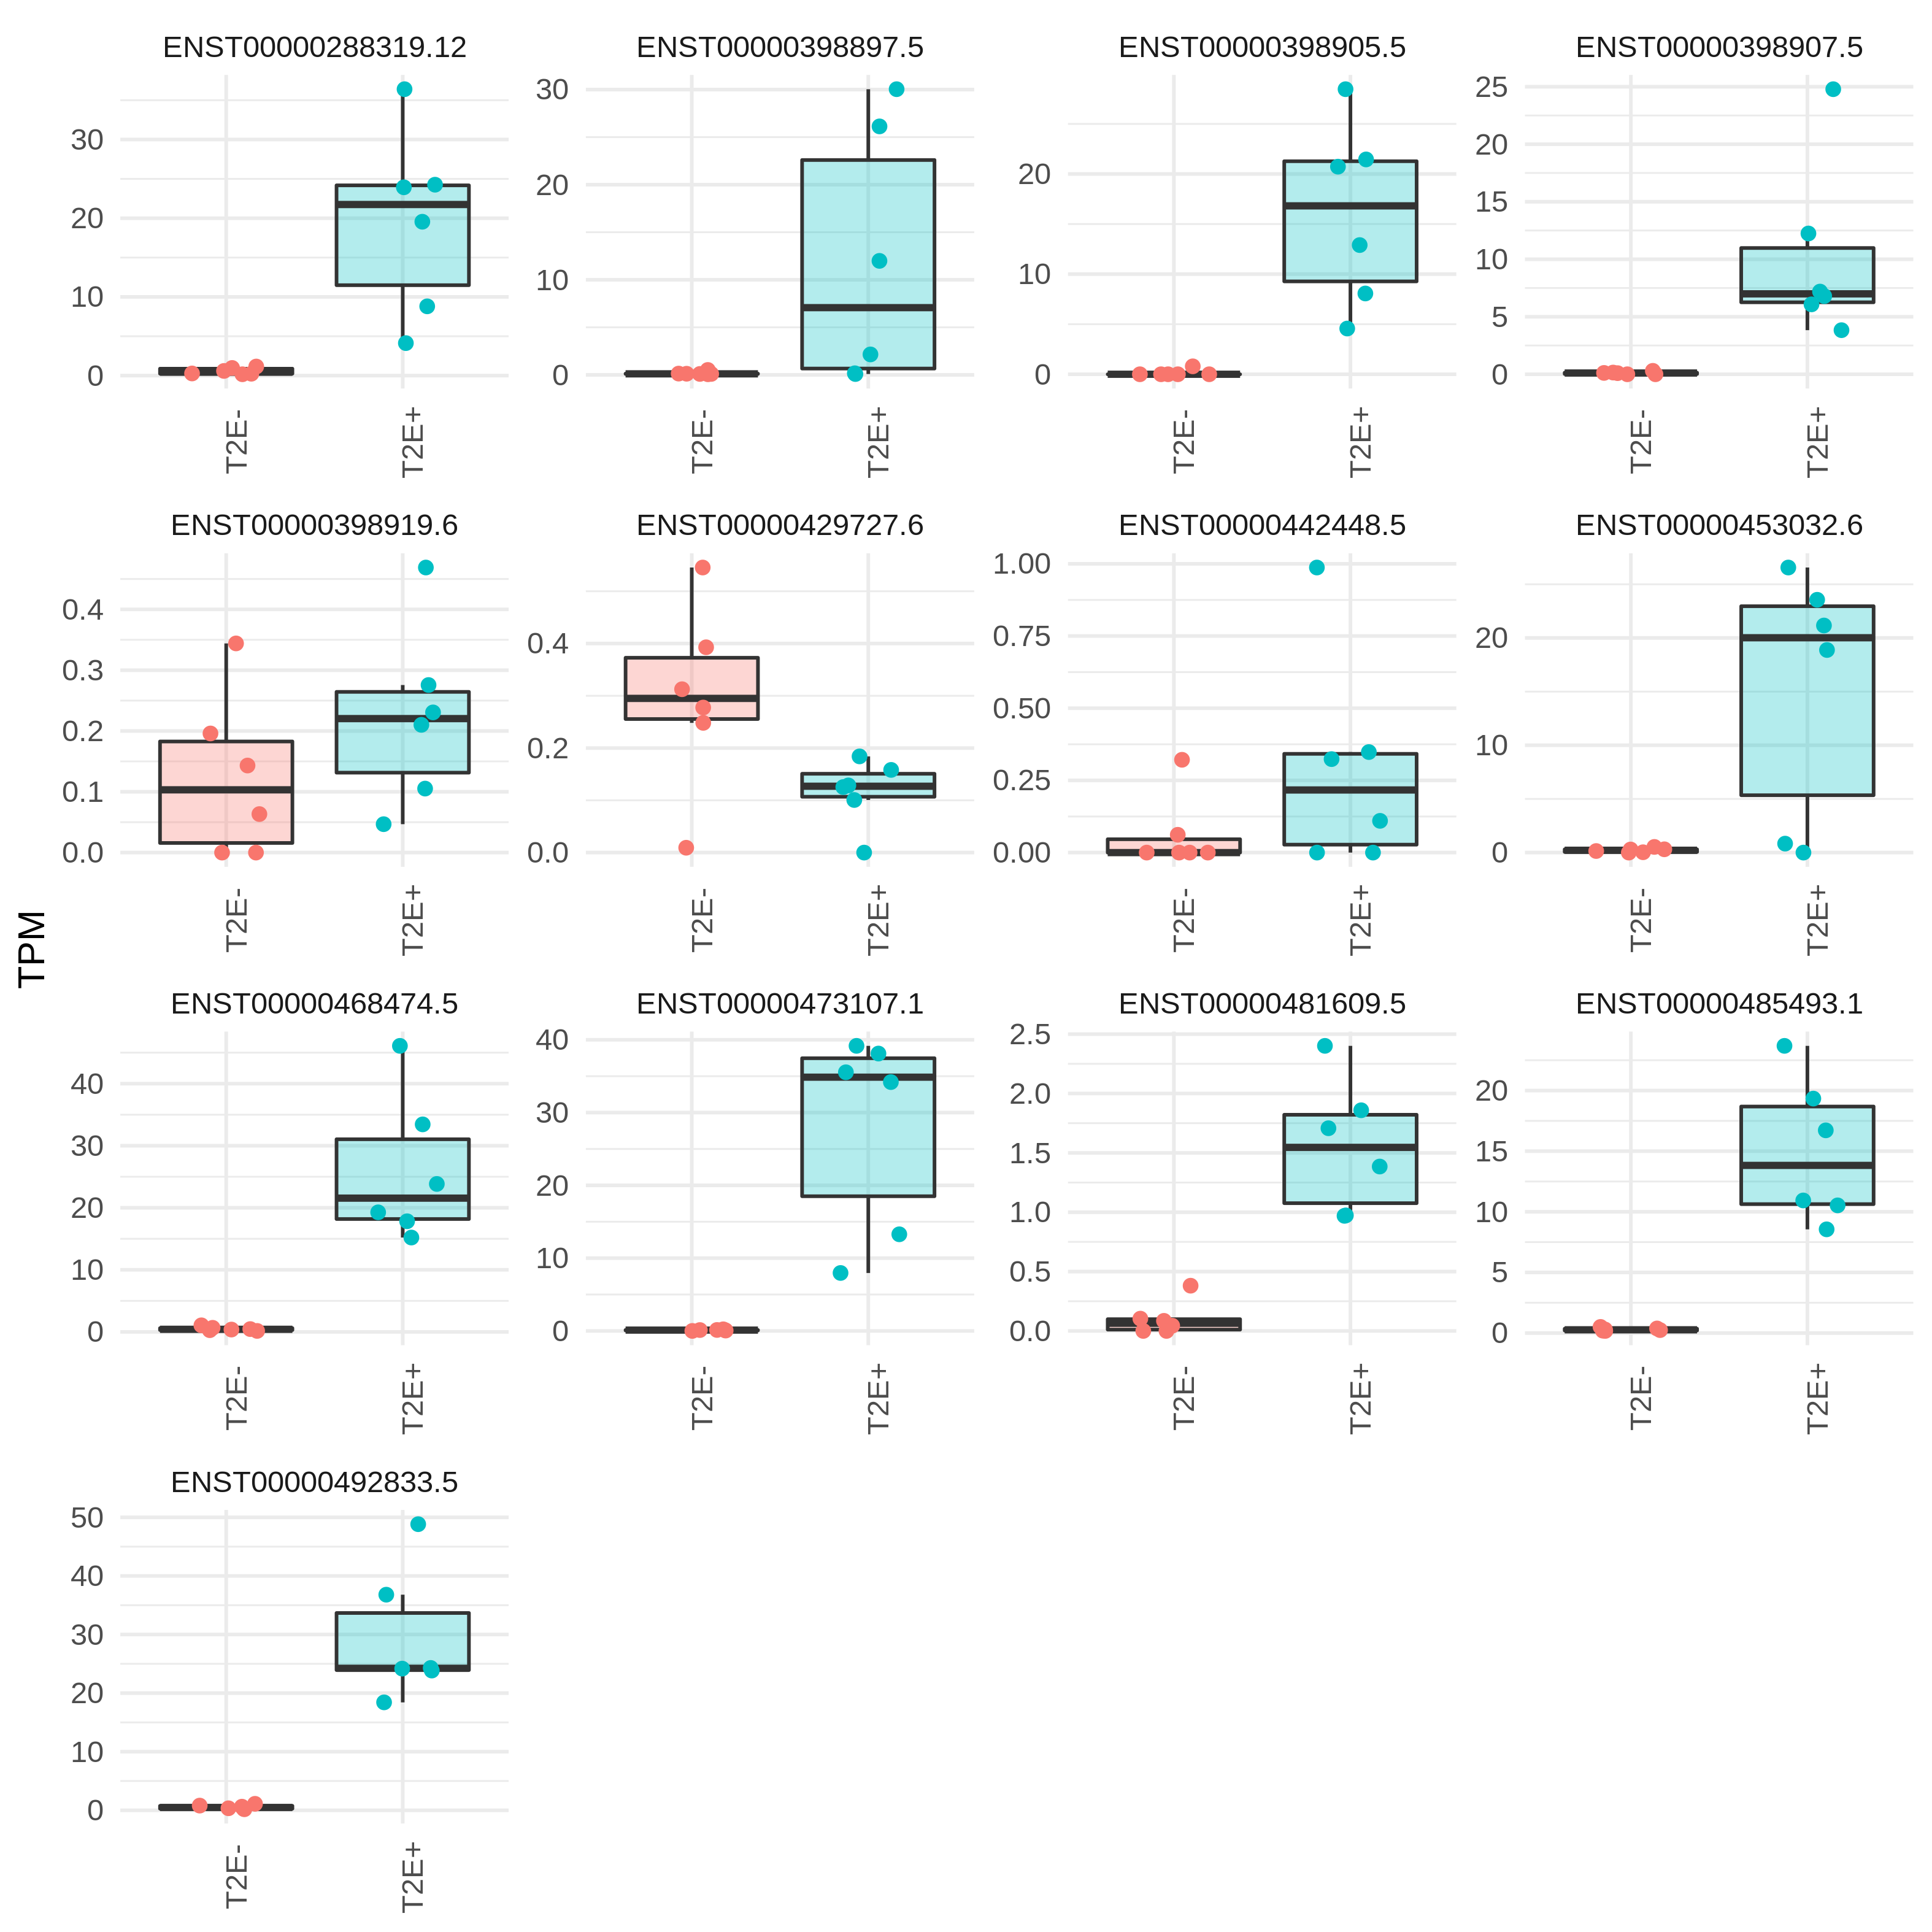 ENST00000288319.12 ENST00000398897.5 ENST00000398905.5 ENST00000398907.5
30 20 10 0
30 20 10 0
20 10 0
25 20 15 10 5 0
T2E- T2E+ T2E- T2E+ T2E- T2E+ T2E- T2E+
ENST00000398919.6 ENST00000429727.6 ENST00000442448.5 ENST00000453032.6
0.4 0.3 0.2 0.1 0.0
0.4 0.2 0.0
1.00 0.75 0.50 0.25 0.00
20 10 0
T2E- T2E+ T2E- T2E+ T2E- T2E+ T2E- T2E+
TPM
ENST00000468474.5 ENST00000473107.1 ENST00000481609.5 ENST00000485493.1
40 30 20 10 0
40 30 20 10 0
2.5 2.0 1.5 1.0 0.5 0.0
20 15 10 5 0
T2E- T2E+ T2E- T2E+ T2E- T2E+ T2E- T2E+
ENST00000492833.5
50 40 30 20 10 0
T2E- T2E+